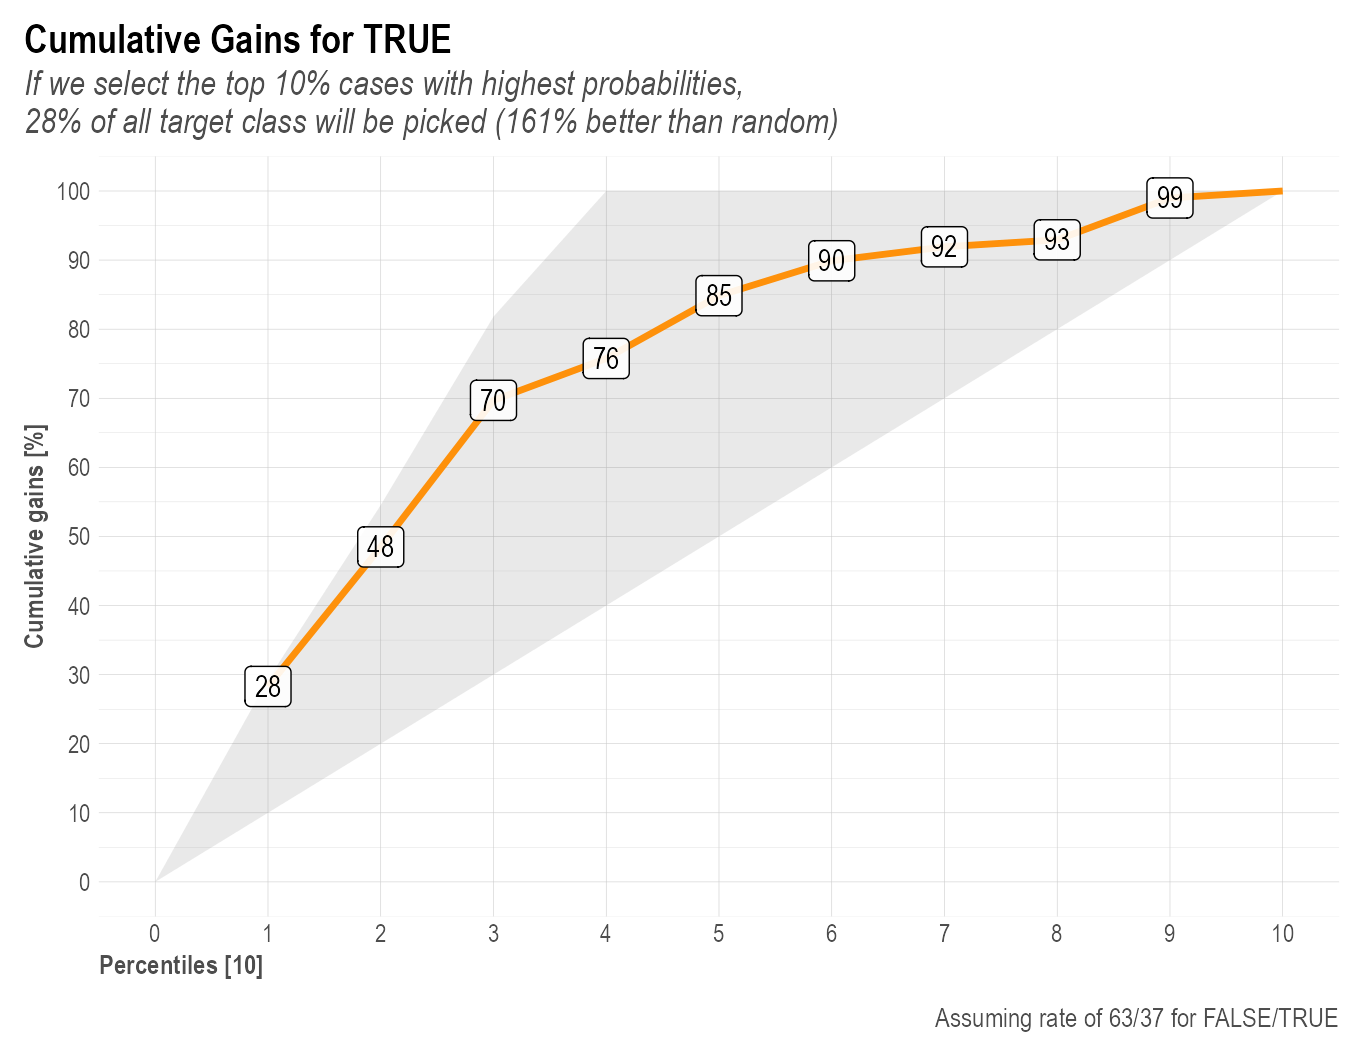 Cumulative Gains for TRUE
If we select the top 10% cases with highest probabilities,
28% of all target class will be picked (161% better than random)
Cumulative gains [%]
100
90
80
70
60
50
40
30
20
10
0
28
48
70
76
85
90
92
93
99
0 1 2 3 4 5 6 7 8 9 10
Percentiles [10]
Assuming rate of 63/37 for FALSE/TRUE